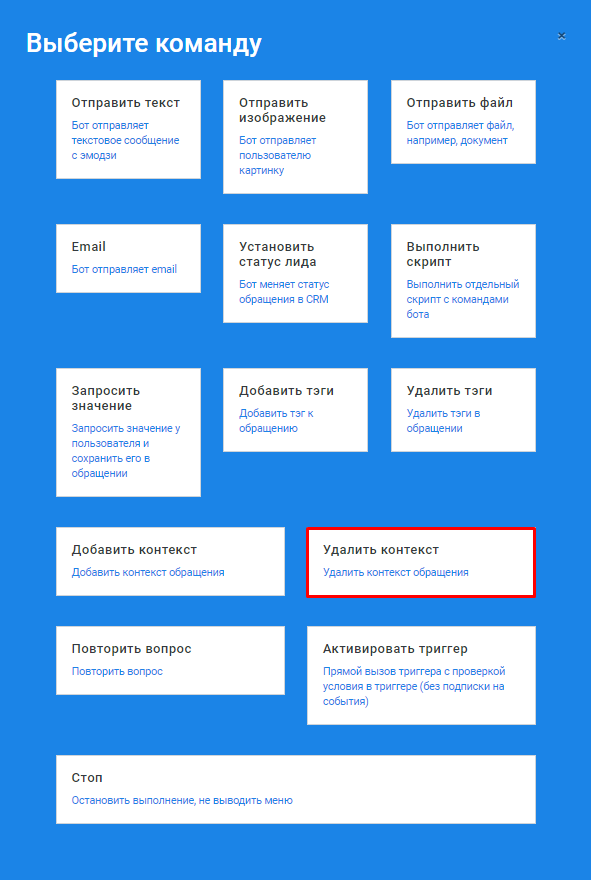 Выберите команду
×
Отправить текст
Бот отправляет
текстовое сообщение
с эмодзи
Отправить
изображение
Бот отправляет
пользователю
картинку
Отправить файл
Бот отправляет файл,
например, документ
Email
Бот отправляет email
Установить
статус лида
Бот меняет статус
обращения в CRM
Выполнить
скрипт
Выполнить отдельный
скрипт с командами
бота
Запросить
значение
Запросить значение у
пользователя и
сохранить его в
обращении
Добавить тэги
Добавить тэг к
обращению
Удалить тэги
Удалить тэги в
обращении
Добавить контекст
Добавить контекст обращения
Удалить контекст
Удалить контекст обращения
Повторить вопрос
Повторить вопрос
Активировать триггер
Прямой вызов триггера с проверкой
условия в триггере (без подписки на
события)
Стоп
Остановить выполнение, не выводить меню